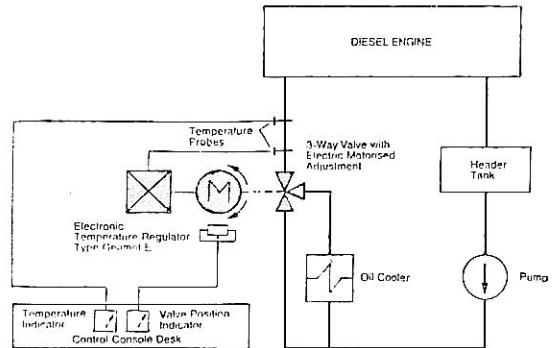 DIESEL ENGINE
Temperature
Probes
3-Way Valve with
Electric Motorised
Adjustment
Header
Tank
M
Electronic
Temperature Regulator
Type
Oil Cooler
Pump
Temperature
Indicator
Valve Position
Indicator
Control Console Desk